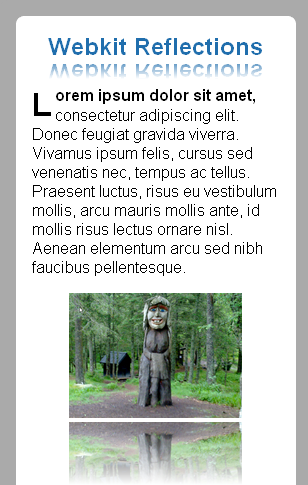 Webkit Reflections
Lorem ipsum dolor sit amet,
consectetur adipiscing elit.
Donec feugiat gravida viverra.
Vivamus ipsum felis, cursus sed
venenatis nec, tempus ac tellus.
Praesent luctus, risus eu vestibulum
mollis, arcu mauris mollis ante, id
mollis risus lectus ornare nisl.
Aenean elementum arcu sed nibh
faucibus pellentesque.